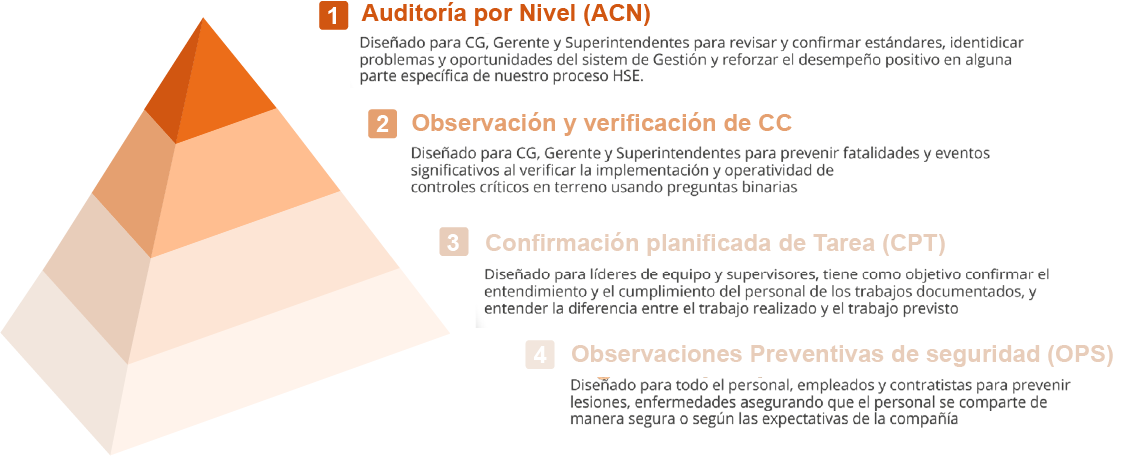 1 Auditoría por Nivel (ACN)
Diseñado para CG, Gerente y Superintendentes para revisar y confirmar estándares, identidicar
problemas y oportunidades del sistem de Gestión y reforzar el desempeño positivo en alguna
parte específica de nuestro proceso HSE.
2 Observación y verificación de CC
Diseñado para CG, Gerente y Superintendentes para prevenir fatalidades y eventos
significativos al verificar la implementación y operatividad de
controles críticos en terreno usando preguntas binarias
3 Confirmación planificada de Tarea (CPT)
Diseñado para líderes de equipo y supervisores, tiene como objetivo confirmar el
entendimiento y el cumplimiento del personal de los trabajos documentados, y
entender la diferencia entre el trabajo realizado y el trabajo previsto
4 Observaciones Preventivas de seguridad (OPS)
Diseñado para todo el personal, empleados y contratistas para prevenir
lesiones, enfermedades asegurando que el personal se comparte de
manera segura o según las expectativas de la compañía